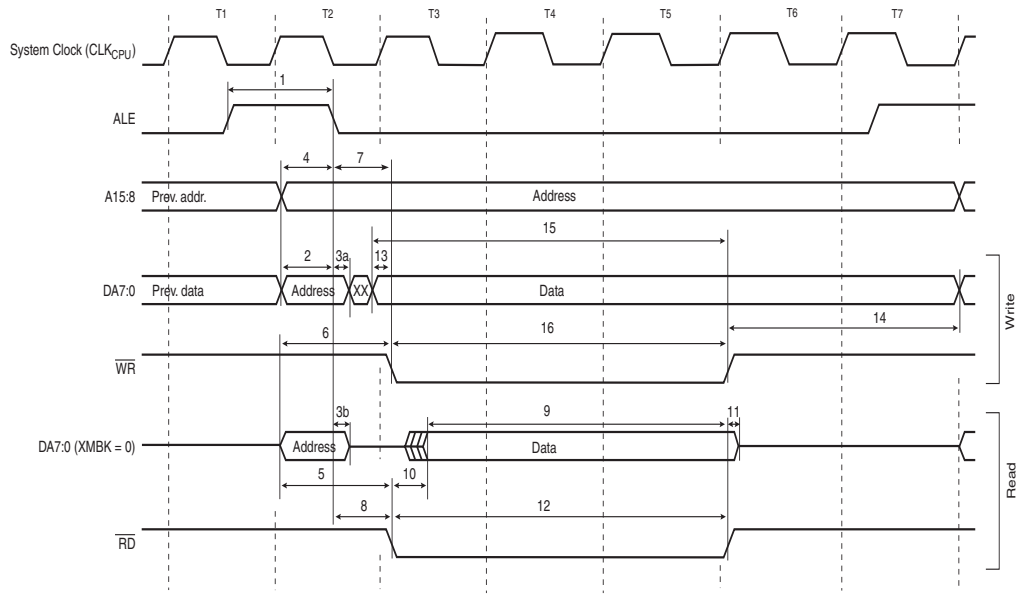 T1 T2 T3 T4 T5 T6 T7
System Clock (CLKCPU)
1
ALE
4 7
A15:8 Prev. addr. Address
15
2 3a 13
DA7:0 Prev. data Address XX Data
Write
6 16 14
WR
3b 9 11
DA7:0 (XMBK = 0) Address Data
Read
5 10
8 12
RD